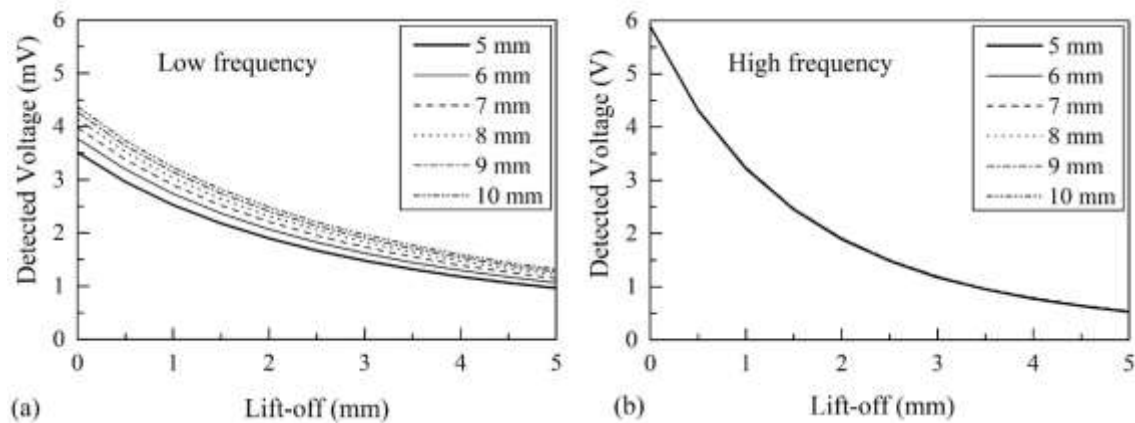 6
5
4
3
2
1
0
Detected Voltage (mV)
Low frequency
5 mm
6 mm
7 mm
8 mm
9 mm
10 mm
0 1 2 3 4 5
Lift-off (mm)
(a)
6
5
4
3
2
1
0
Detected Voltage (V)
High frequency
5 mm
6 mm
7 mm
8 mm
9 mm
10 mm
0 1 2 3 4 5
Lift-off (mm)
(b)